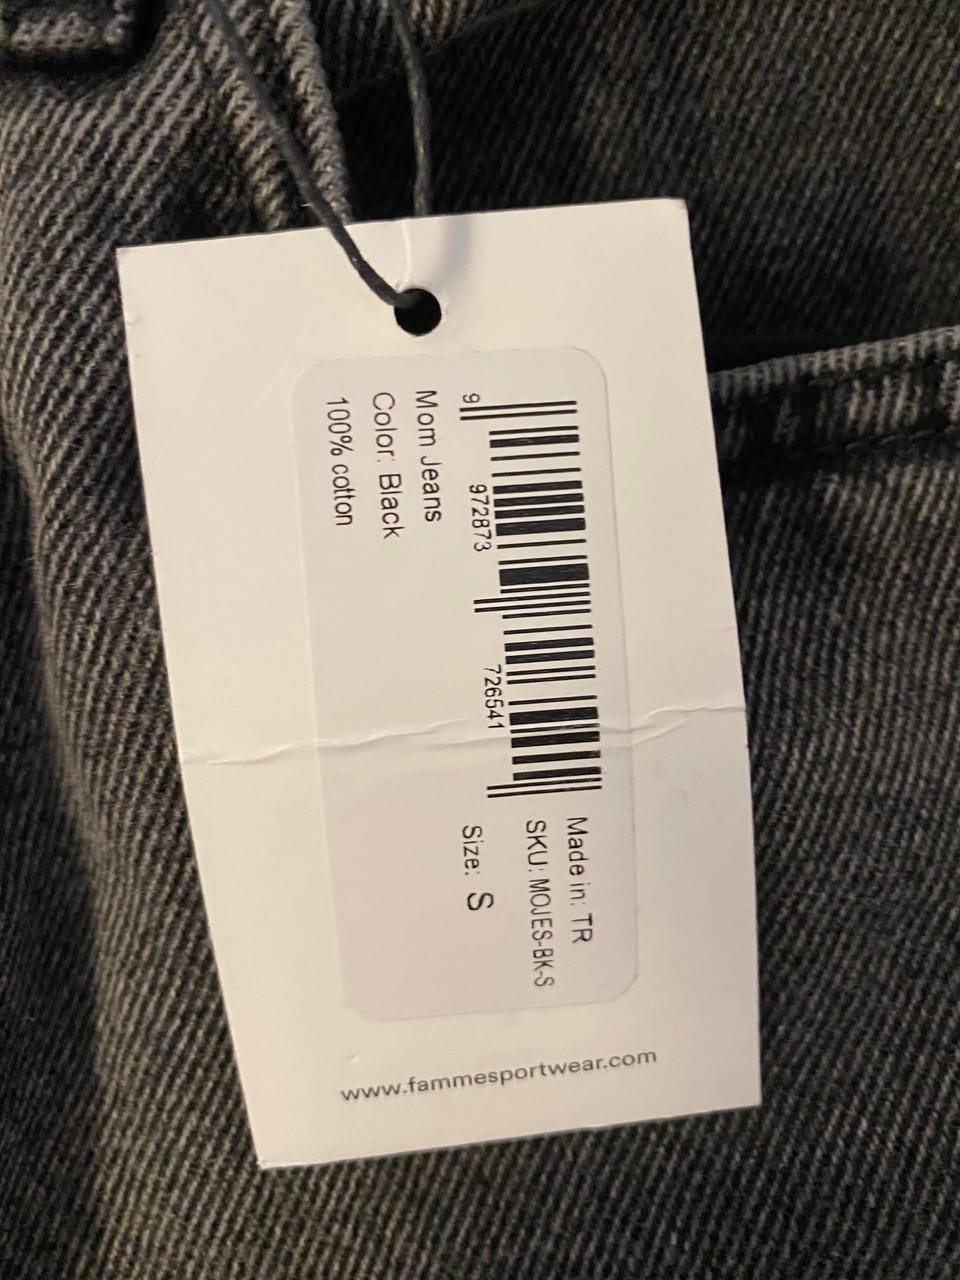 Made in: TR
SKU: MOJES-BK-S
Size: S
9 972873 726541
Mom Jeans
Color: Black
100% cotton
www.fammesportwear.com